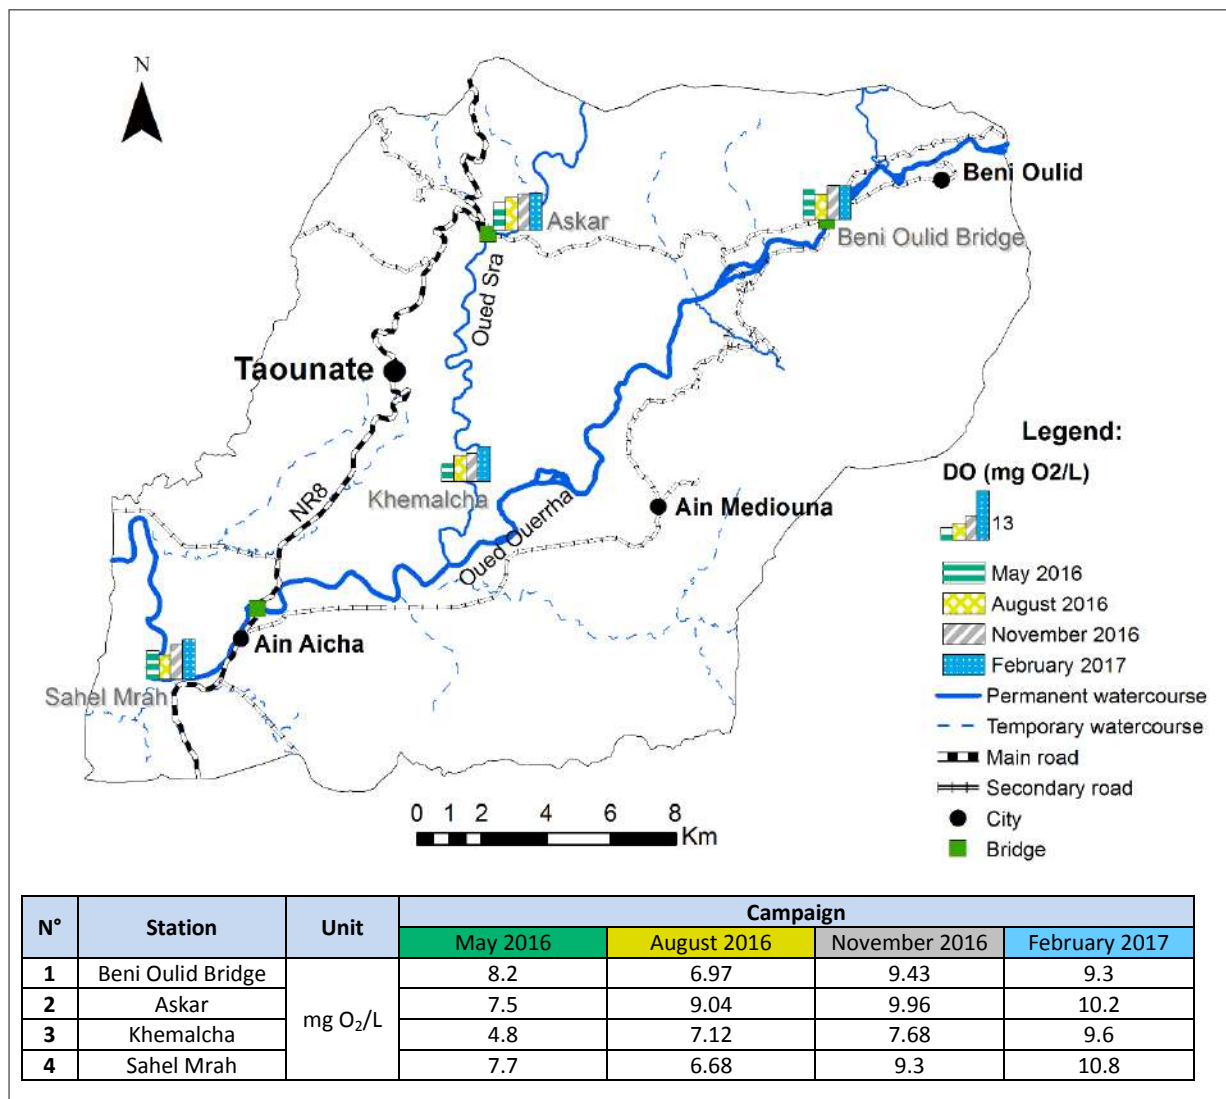 N
Beni Oulid
Askar
Beni Oulid Bridge
Oued Sra
Taounate
Legend:
DO (mg O2/L)
13
Khemalcha
NR8
Ain Mediouna
Oued Ouerrha
May 2016
August 2016
November 2016
February 2017
Ain Aicha
Sahel Mrah
Permanent watercourse
Temporary watercourse
Main road
Secondary road
City
Bridge
0 1 2 4 6 8
Km
N° Station Unit Campaign
May 2016 August 2016 November 2016 February 2017
1 Beni Oulid Bridge mg O₂/L 8.2 6.97 9.43 9.3
2 Askar 7.5 9.04 9.96 10.2
3 Khemalcha 4.8 7.12 7.68 9.6
4 Sahel Mrah 7.7 6.68 9.3 10.8